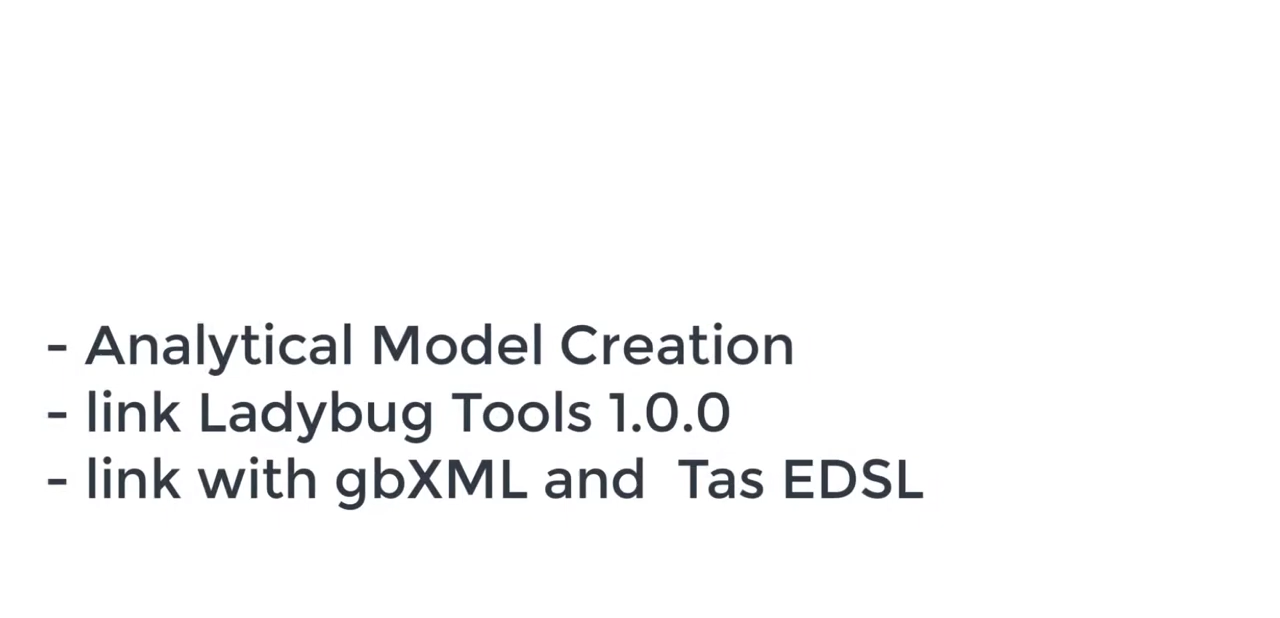 - Analytical Model Creation
- link Ladybug Tools 1.0.0
- link with gbXML and  Tas EDSL